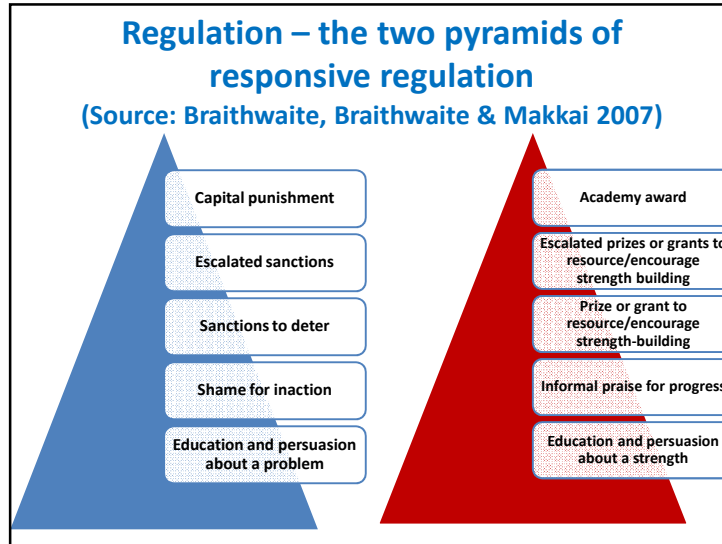 Regulation – the two pyramids of
responsive regulation
(Source: Braithwaite, Braithwaite & Makkai 2007)
Capital punishment
Escalated sanctions
Sanctions to deter
Shame for inaction
Education and persuasion
about a problem
Academy award
Escalated prizes or grants to
resource/encourage
strength building
Prize or grant to
resource/encourage
strength-building
Informal praise for progress
Education and persuasion
about a strength